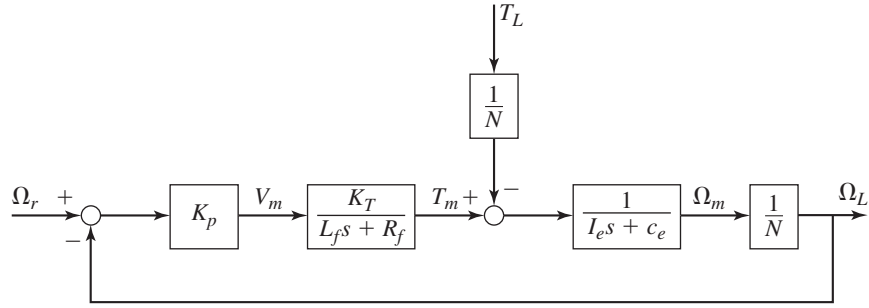 T_L
1/N
Ω_r + − K_p V_m K_T/(L_f s + R_f) T_m + − 1/(I_e s + c_e) Ω_m 1/N Ω_L